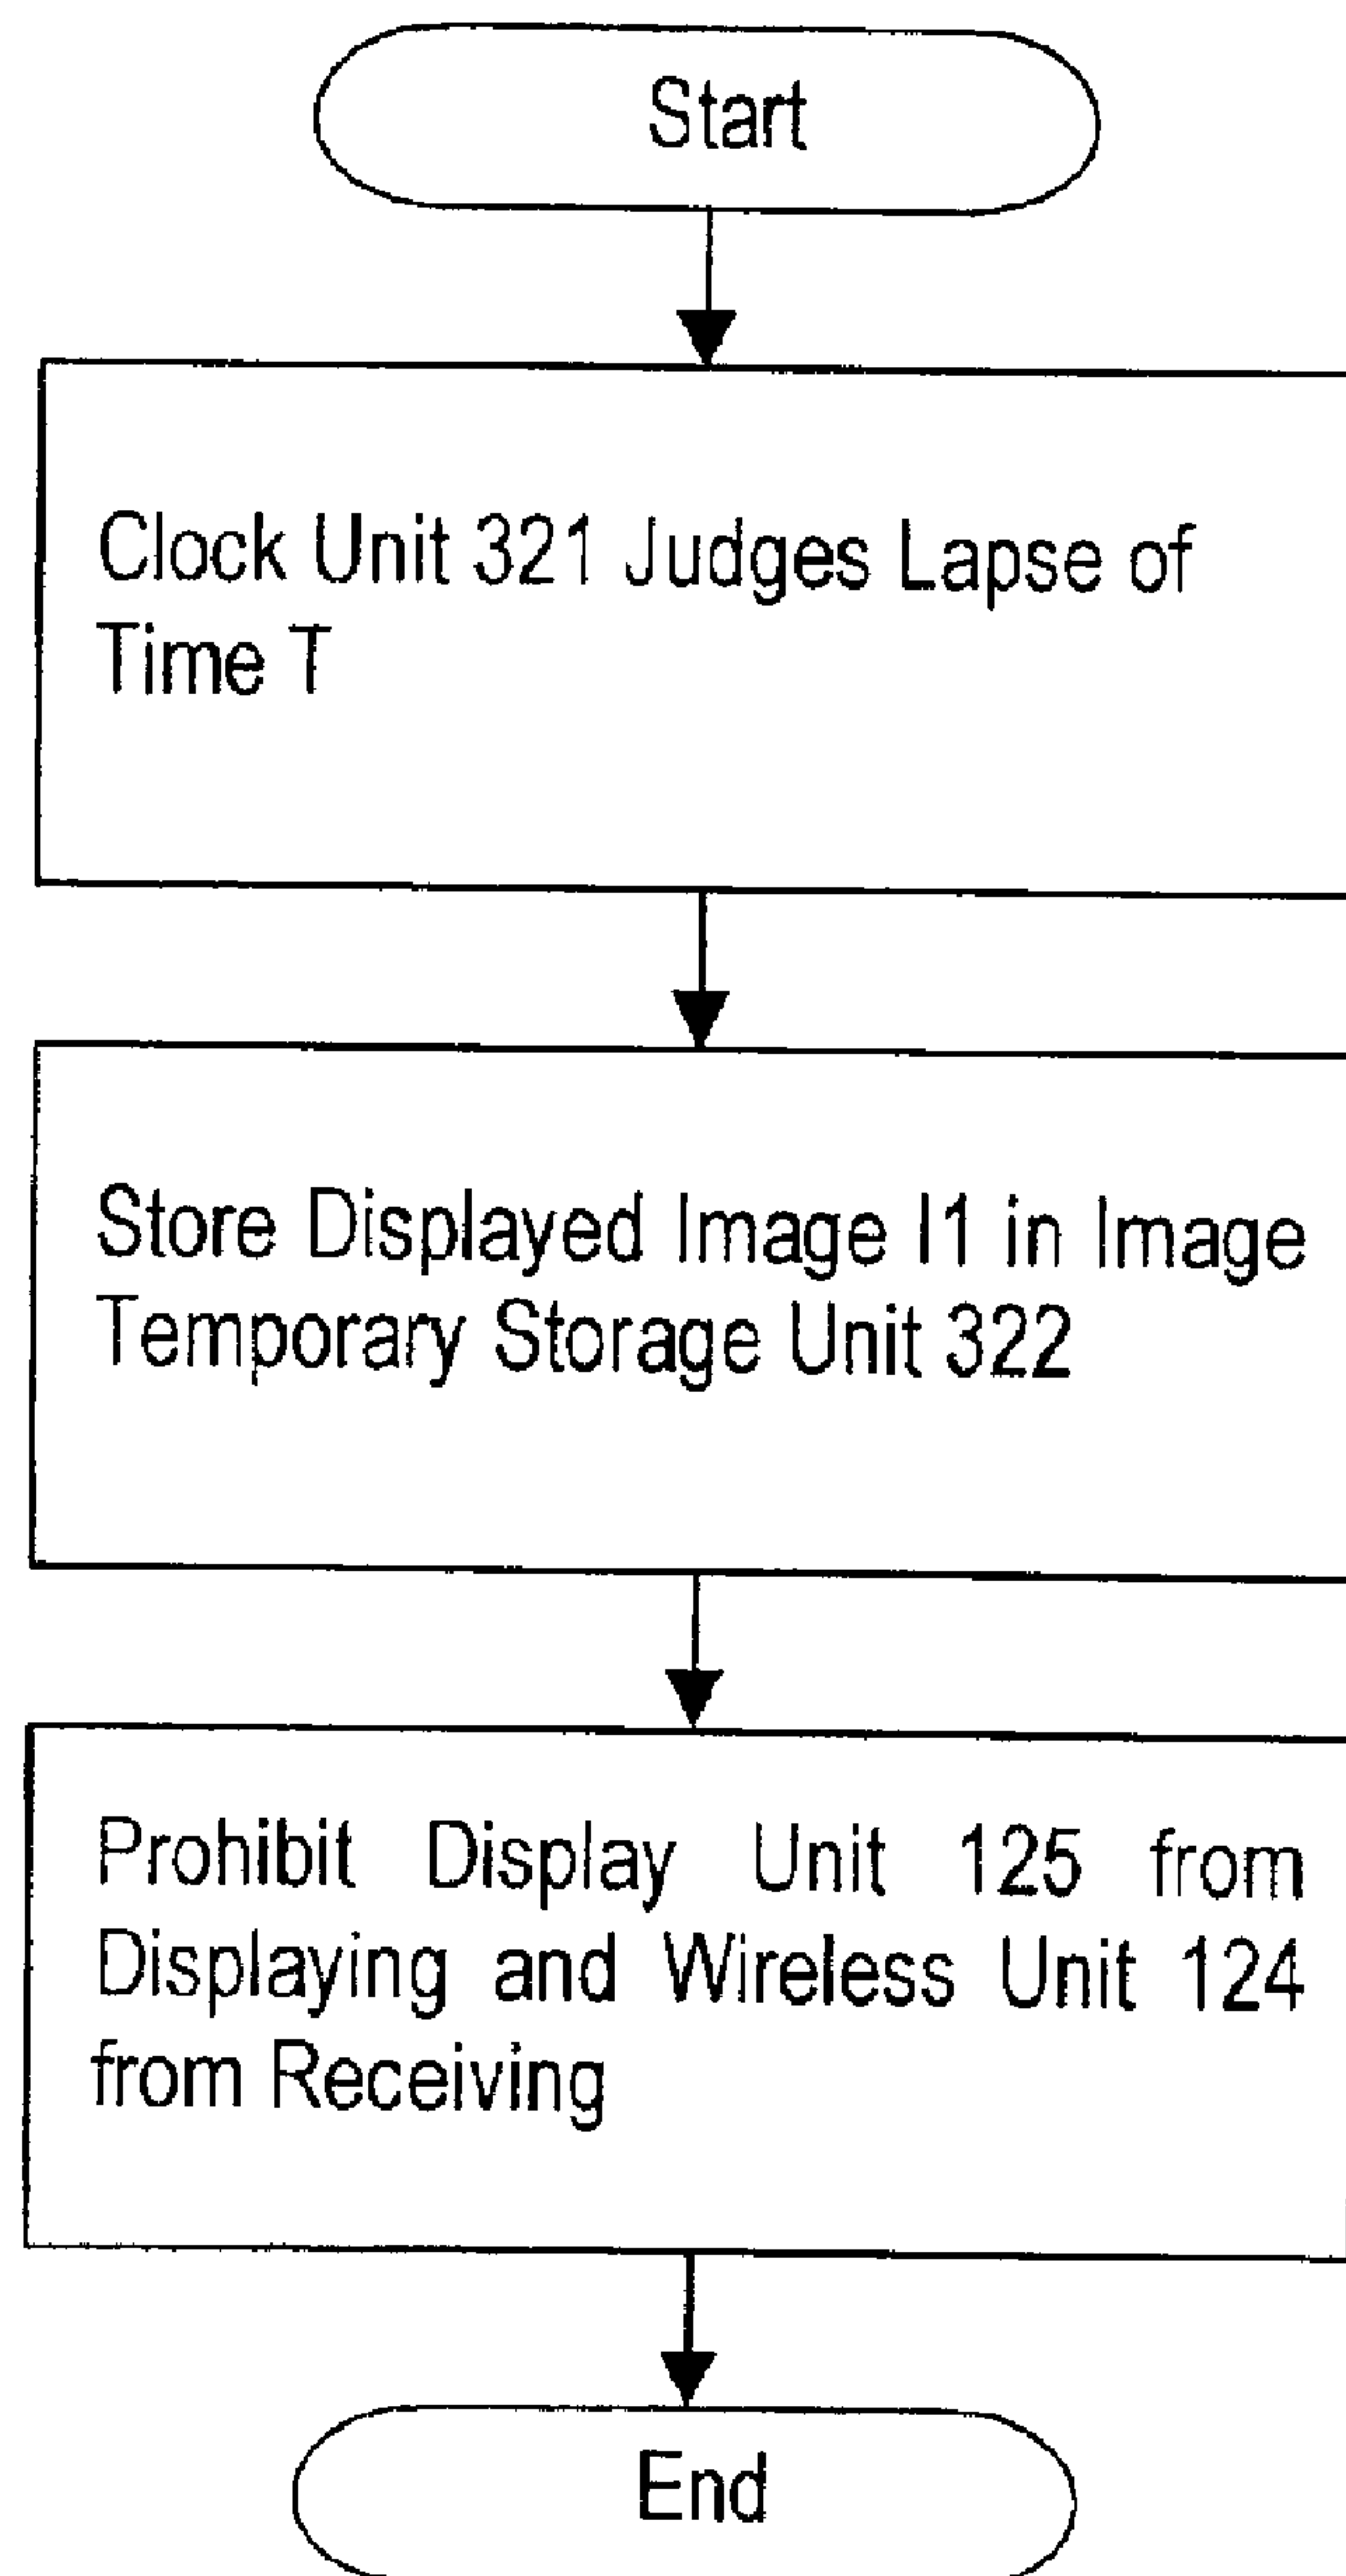 Start
Clock Unit 321 Judges Lapse of
Time T
Store Displayed Image I1 in Image
Temporary Storage Unit 322
Prohibit Display Unit 125 from
Displaying and Wireless Unit 124
from Receiving
End